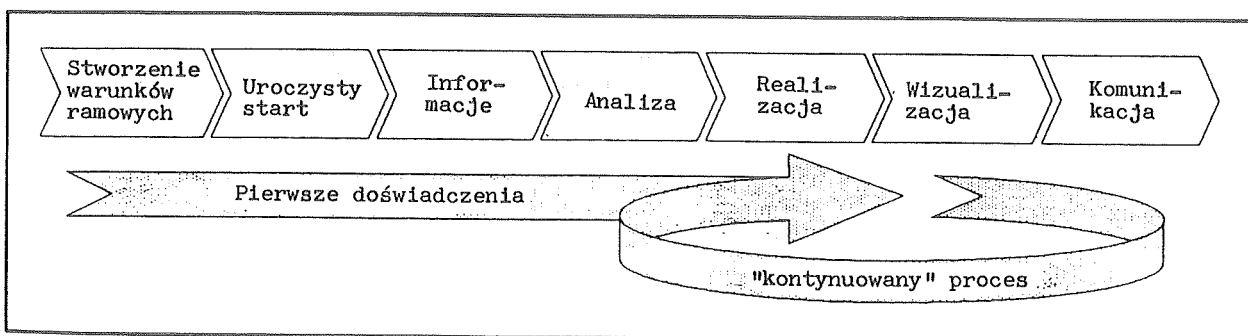 Stworzenie
warunków
ramowych
Uroczysty
start
Infor-
macje
Analiza
Reali-
zacja
Wizuali-
zacja
Komuni-
kacja
Pierwsze doświadczenia
"kontynuowany" proces